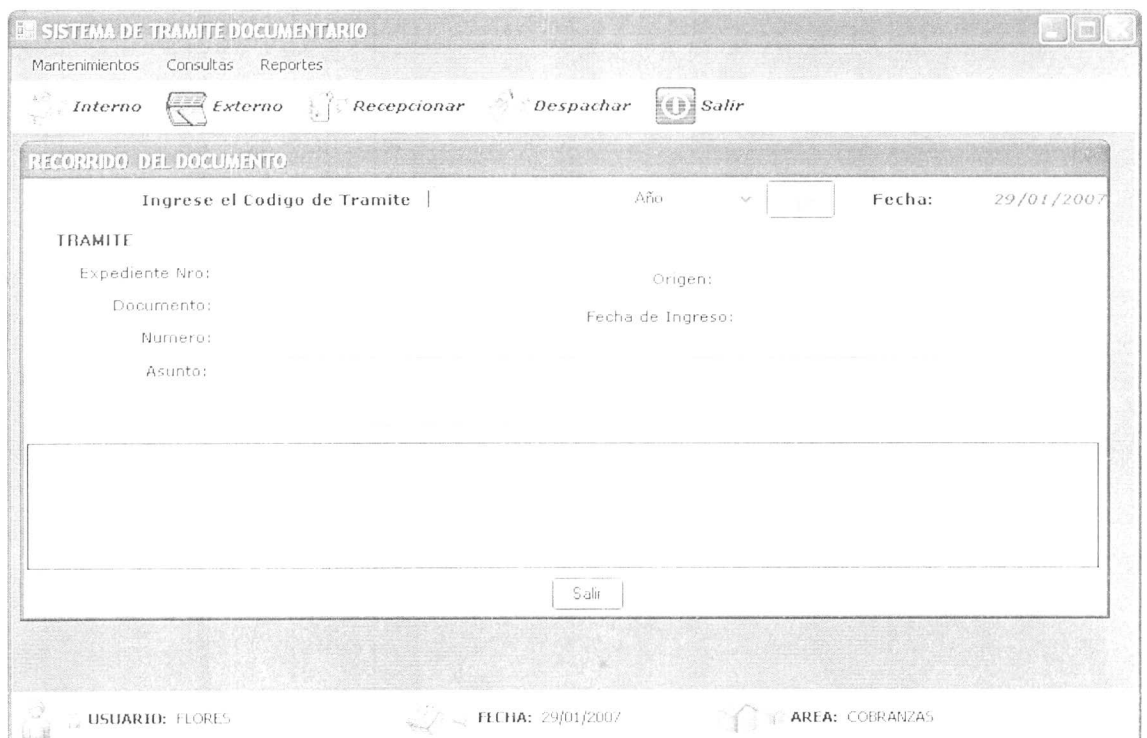 SISTEMA DE TRAMITE DOCUMENTARIO
Mantenimientos Consultas Reportes
Interno Externo Recepcionar Despachar Salir
RECORRIDO DEL DOCUMENTO
Ingrese el Codigo de Tramite Año Fecha: 29/01/2007
TRAMITE
Expediente Nro: Origen:
Documento: Fecha de Ingreso:
Numero:
Asunto:
Salir
USUARIO: FLORES FECHA: 29/01/2007 AREA: COBRANZAS